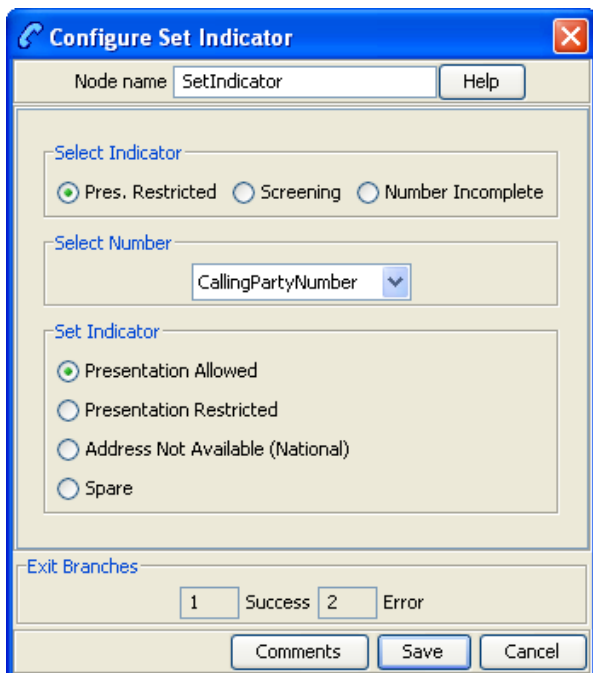 Configure Set Indicator
Node name SetIndicator Help
Select Indicator
Pres. Restricted Screening Number Incomplete
Select Number
CallingPartyNumber
Set Indicator
Presentation Allowed
Presentation Restricted
Address Not Available (National)
Spare
Exit Branches
1 Success 2 Error
Comments Save Cancel